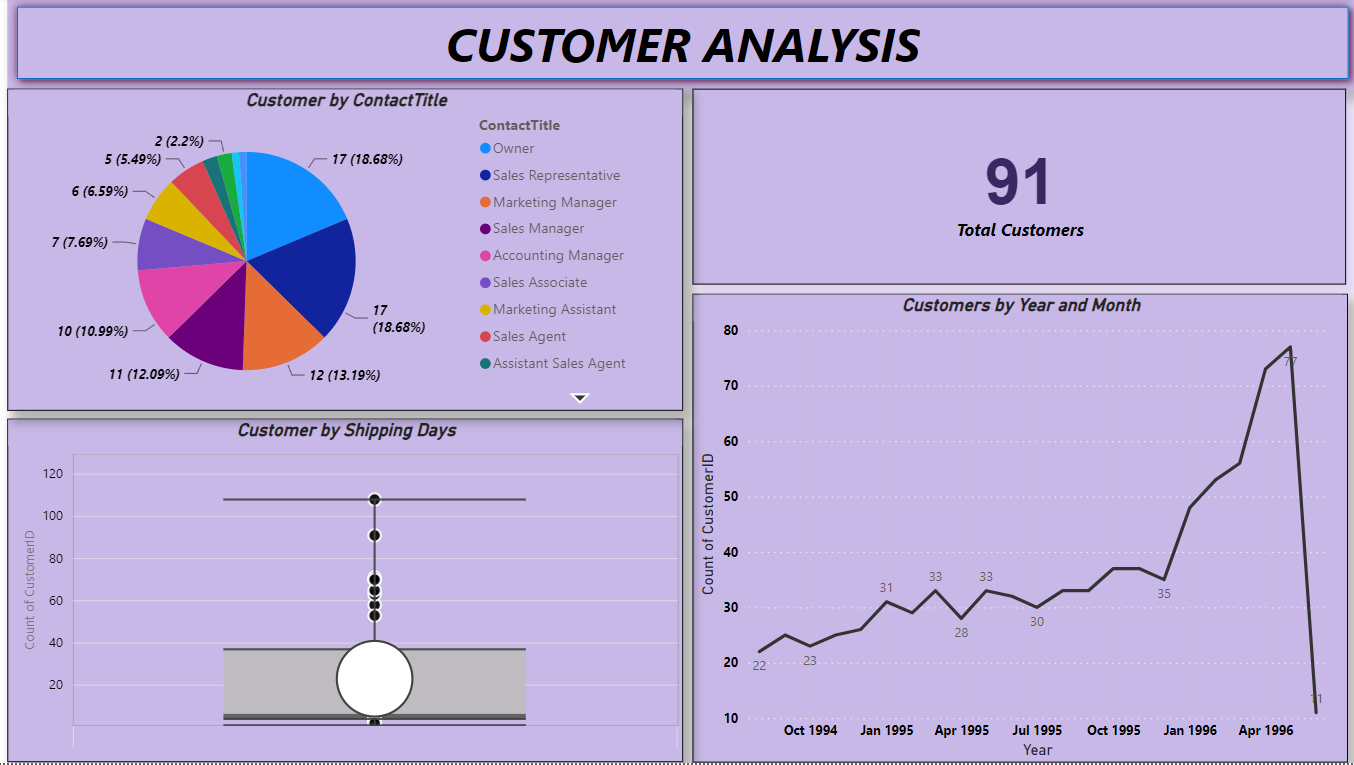 CUSTOMER ANALYSIS
Customer by ContactTitle
2 (2.2%)
5 (5.49%)
6 (6.59%)
7 (7.69%)
10 (10.99%)
11 (12.09%)
17 (18.68%)
17
(18.68%)
12 (13.19%)
ContactTitle
Owner
Sales Representative
Marketing Manager
Sales Manager
Accounting Manager
Sales Associate
Marketing Assistant
Sales Agent
Assistant Sales Agent
91
Total Customers
Customer by Shipping Days
Count of CustomerID
120
100
80
60
40
20
Customers by Year and Month
Count of CustomerID
80
70
60
50
40
30
20
10
22
23
31
33
28
33
30
35
77
11
Oct 1994
Jan 1995
Apr 1995
Jul 1995
Oct 1995
Jan 1996
Apr 1996
Year